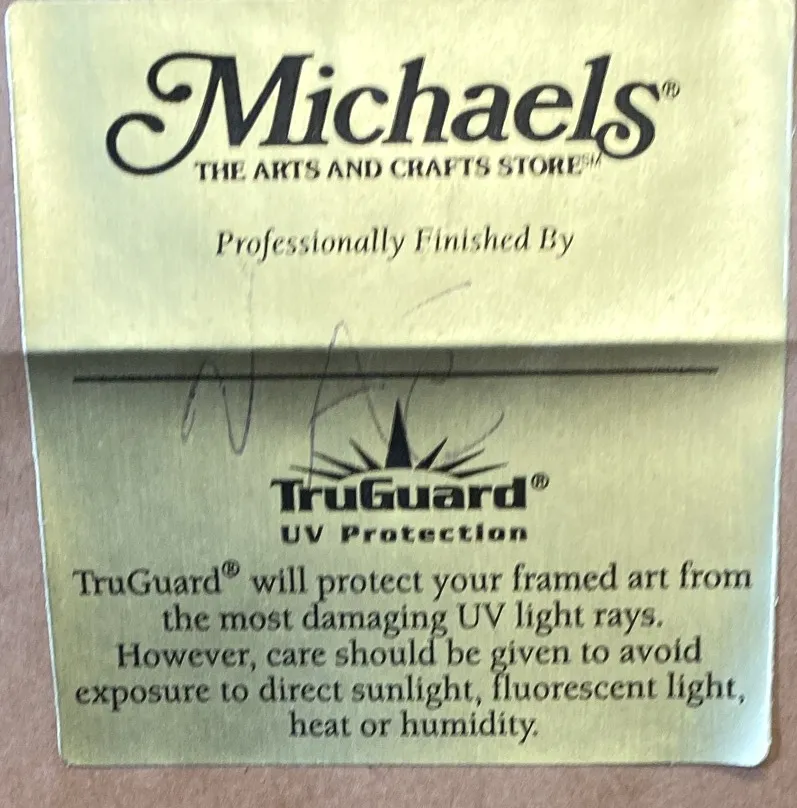 Michaels®
THE ARTS AND CRAFTS STORE℠
Professionally Finished By
TruGuard®
UV Protection
TruGuard® will protect your framed art from
the most damaging UV light rays.
However, care should be given to avoid
exposure to direct sunlight, fluorescent light,
heat or humidity.